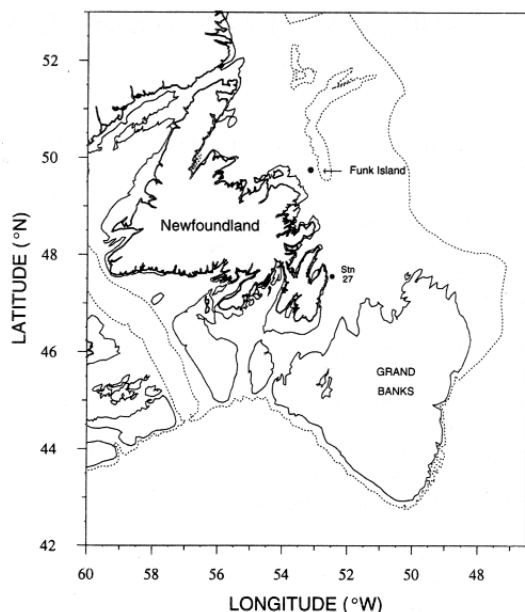 52
50
48
46
44
42
LATITUDE (°N)
Funk Island
Newfoundland
Stn
27
GRAND
BANKS
60
58
56
54
52
50
48
LONGITUDE (°W)